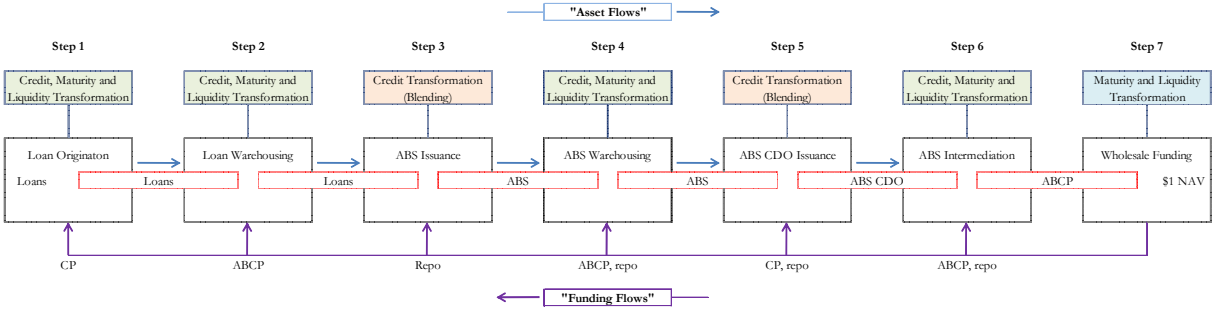 "Asset Flows"
Step 1 Step 2 Step 3 Step 4 Step 5 Step 6 Step 7
Credit, Maturity and
Liquidity Transformation
Credit, Maturity and
Liquidity Transformation
Credit Transformation
(Blending)
Credit, Maturity and
Liquidity Transformation
Credit Transformation
(Blending)
Credit, Maturity and
Liquidity Transformation
Maturity and Liquidity
Transformation
Loan Originaton Loan Warehousing ABS Issuance ABS Warehousing ABS CDO Issuance ABS Intermediation Wholesale Funding
Loans Loans Loans ABS ABS ABS CDO ABCP $1 NAV
CP ABCP Repo ABCP, repo CP, repo ABCP, repo
"Funding Flows"